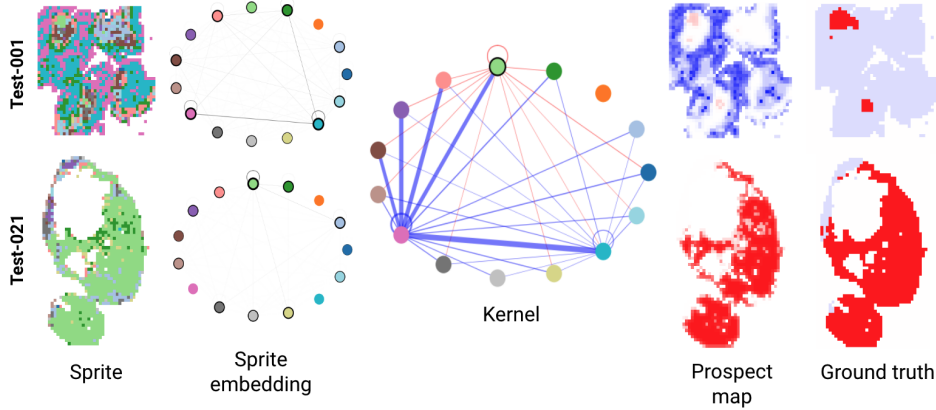 Test-001
Test-021
Sprite
Sprite
embedding
Kernel
Prospect
map
Ground truth